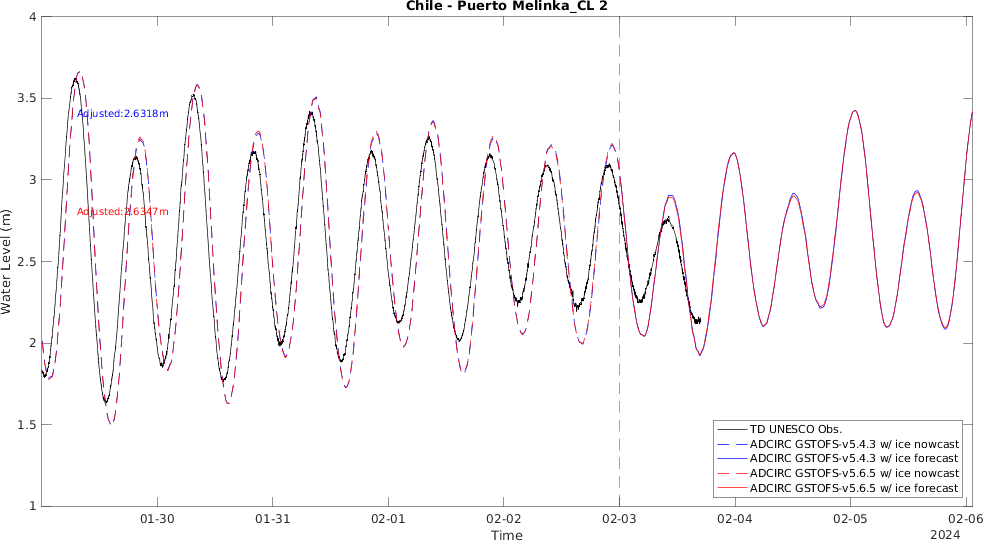 Chile - Puerto Melinka_CL 2
4
3.5
3
2.5
2
1.5
1
Water Level (m)
Adjusted:2.6318m
Adjusted:2.6347m
TD UNESCO Obs.
ADCIRC GSTOFS-v5.4.3 w/ ice nowcast
ADCIRC GSTOFS-v5.4.3 w/ ice forecast
ADCIRC GSTOFS-v5.6.5 w/ ice nowcast
ADCIRC GSTOFS-v5.6.5 w/ ice forecast
01-30 01-31 02-01 02-02 02-03 02-04 02-05 02-06
Time
2024